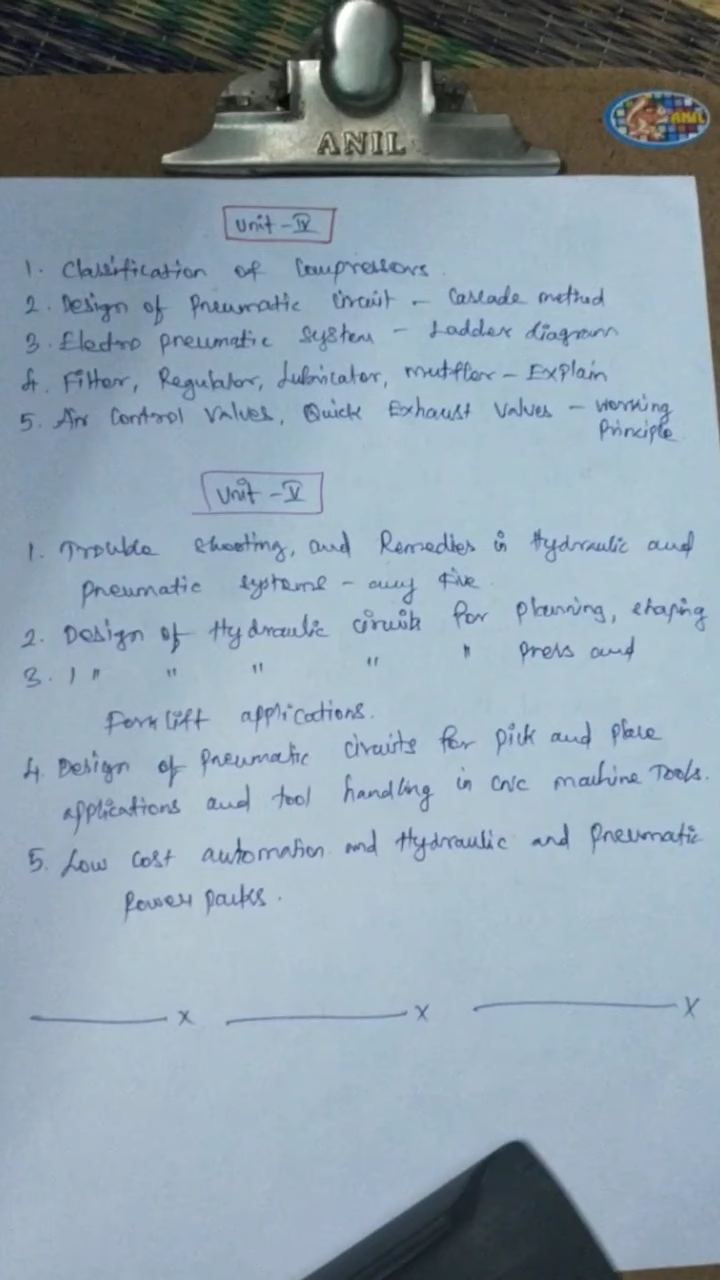 ANIL
ANIL
Unit - IV
1. Classification of Compressors.
2. Design of Pneumatic Circuit - Cascade method
3. Electro pneumatic System - Ladder diagram
4. Filter, Regulator, Lubricator, Mutfler - Explain
5. Air Control Valves, Quick Exhaust Valves - Working
Principle
Unit - V
1. Trouble shooting, and Remedies in Hydraulic and
Pneumatic Systems - any five.
2. Design of Hydraulic circuits for planning, shaping
3. " " " " " press and
Fork lift applications.
4. Design of Pneumatic circuits for pick and place
applications and tool handling in CNC machine Tools.
5. Low cost automation and Hydraulic and Pneumatic
Power packs.
x x x